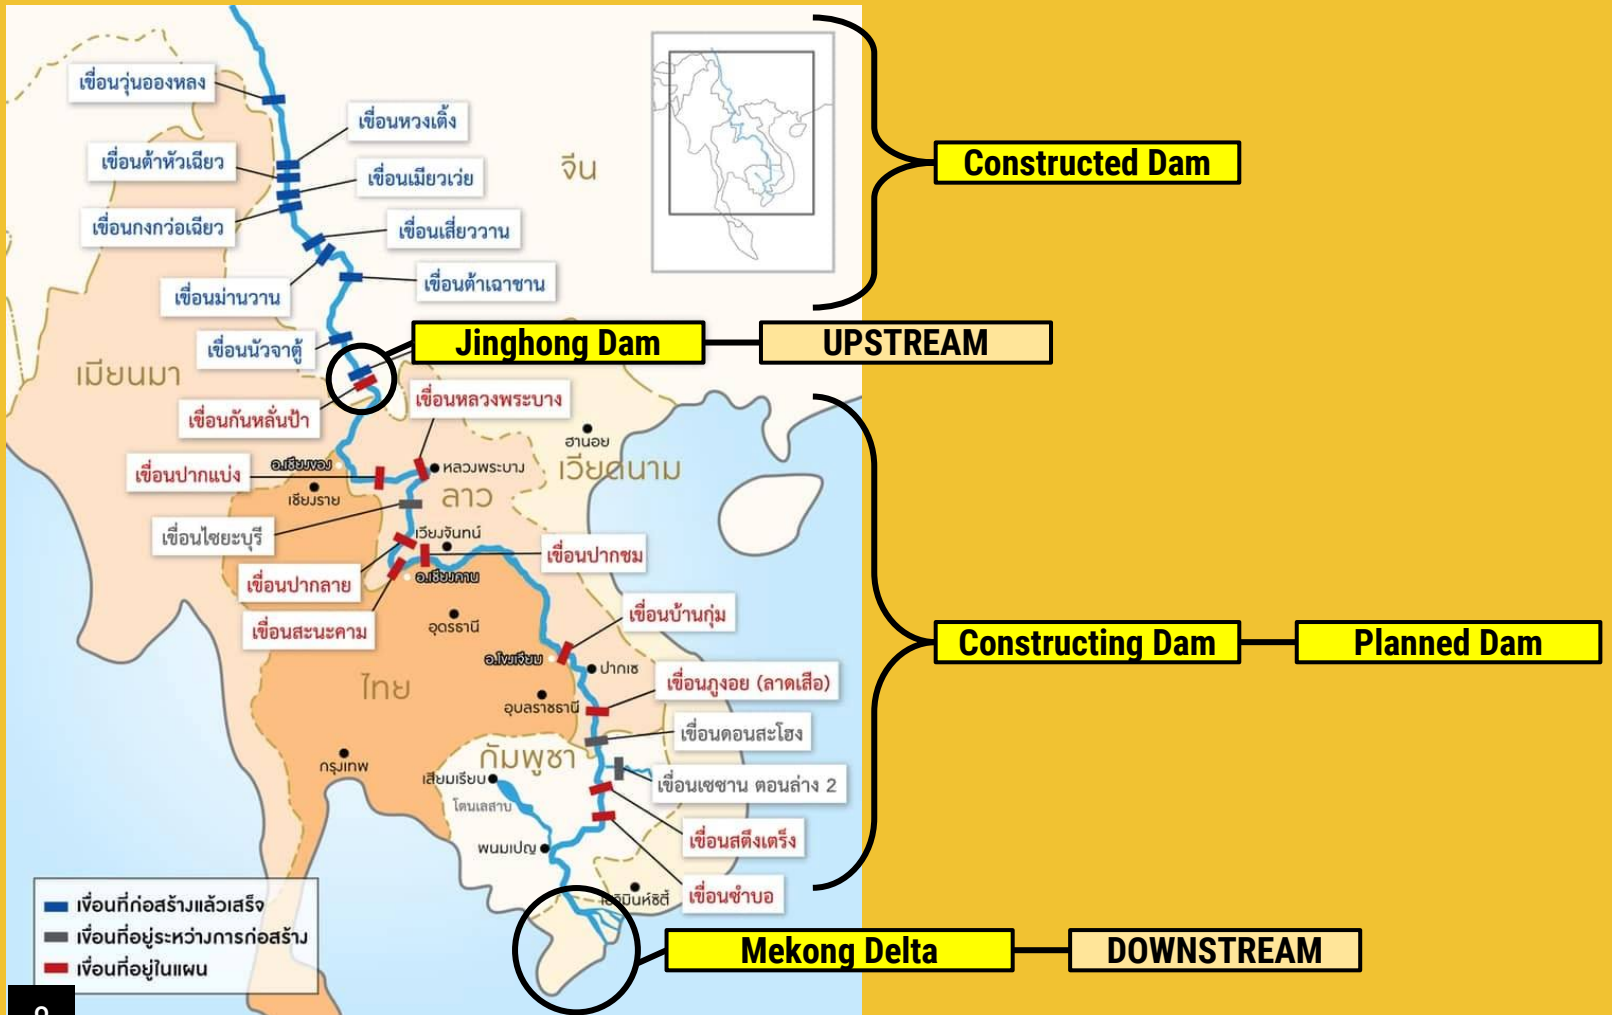 เขื่อนวุ่นอองหลง
เขื่อนหวงเติ้ง
เขื่อนต้าหัวเฉียว
จีน
Constructed Dam
เขื่อนเมียวเว่ย
เขื่อนกงกว่อเฉียว
เขื่อนเสี่ยววาน
เขื่อนต้าเฉาชาน
เขื่อนม่านวาน
เขื่อนนัวจาตู้
Jinghong Dam
UPSTREAM
เมียนมา
เขื่อนหลวงพระบาง
เขื่อนกันหลั่นป้า
ฮานอย
เขื่อนปากแบ่ง
อ.เชียงของ
หลวงพระบาง
เวียดนาม
เชียงราย
ลาว
เขื่อนไซยะบุรี
เวียงจันทน์
เขื่อนปากชม
เขื่อนปากลาย
อ.เชียงคาน
เขื่อนสะนะคาม
อุดรธานี
เขื่อนบ้านกุ่ม
Constructing Dam
Planned Dam
อ.โขงเจียม
ปากเซ
ไทย
เขื่อนภูงอย (ลาดเสือ)
อุบลราชธานี
เขื่อนดอนสะโฮง
กัมพูชา
กรุงเทพ
เสียมเรียบ
เขื่อนเซซาน ตอนล่าง 2
โตนเลสาบ
เขื่อนสตึงเตร็ง
พนมเปญ
เขื่อนซำบอ
เขื่อนที่ก่อสร้างแล้วเสร็จ
เขื่อนที่อยู่ระหว่างการก่อสร้าง
เขื่อนที่อยู่ในแผน
Mekong Delta
DOWNSTREAM